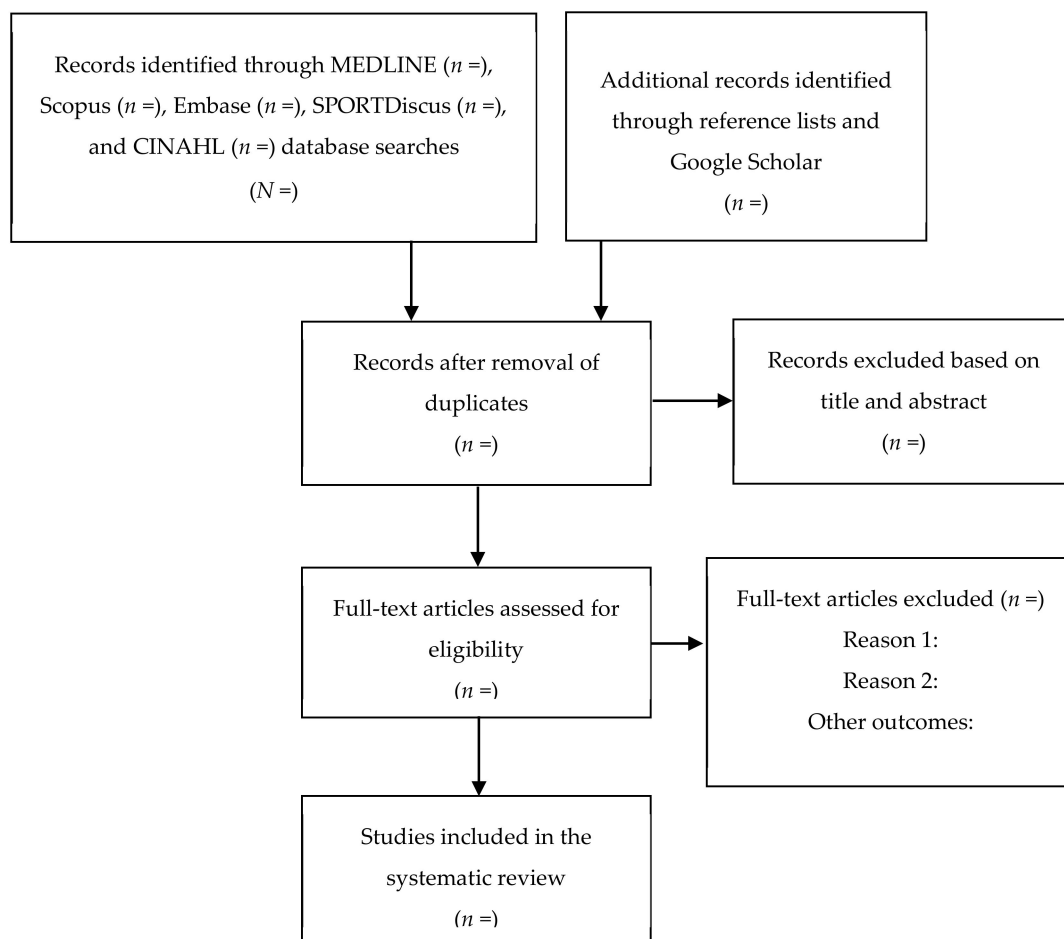 Records identified through MEDLINE (n =),
Scopus (n =), Embase (n =), SPORTDiscus (n =),
and CINAHL (n =) database searches
(N =)
Additional records identified
through reference lists and
Google Scholar
(n =)
Records after removal of
duplicates
(n =)
Records excluded based on
title and abstract
(n =)
Full-text articles assessed for
eligibility
(n =)
Full-text articles excluded (n =)
Reason 1:
Reason 2:
Other outcomes:
Studies included in the
systematic review
(n =)